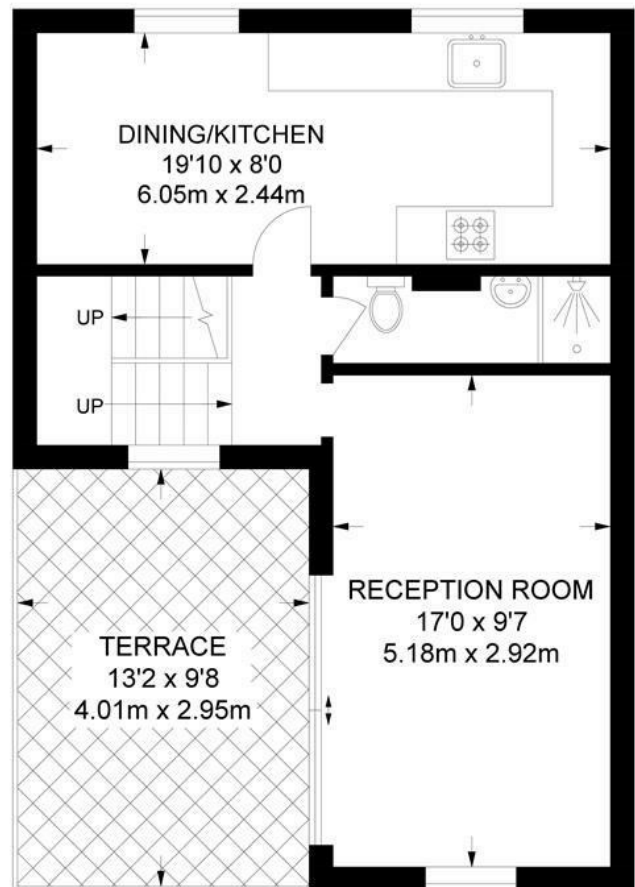 DINING/KITCHEN
19'10 x 8'0
6.05m x 2.44m
UP
UP
RECEPTION ROOM
17'0 x 9'7
5.18m x 2.92m
TERRACE
13'2 x 9'8
4.01m x 2.95m